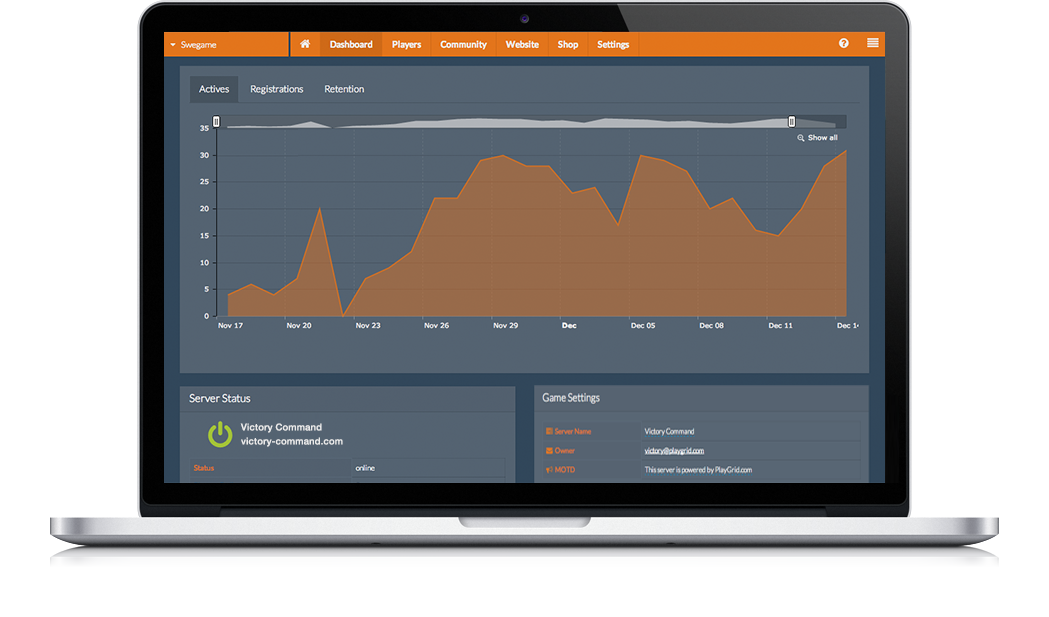 Swegame Dashboard Players Community Website Shop Settings
Actives Registrations Retention
Show all
35
30
25
20
15
10
5
0
Nov 17 Nov 20 Nov 23 Nov 26 Nov 29 Dec Dec 05 Dec 08 Dec 11 Dec 14
Server Status
Victory Command
victory-command.com
Status online
Game Settings
Server Name Victory Command
Owner victory@playgrid.com
MOTD This server is powered by PlayGrid.com